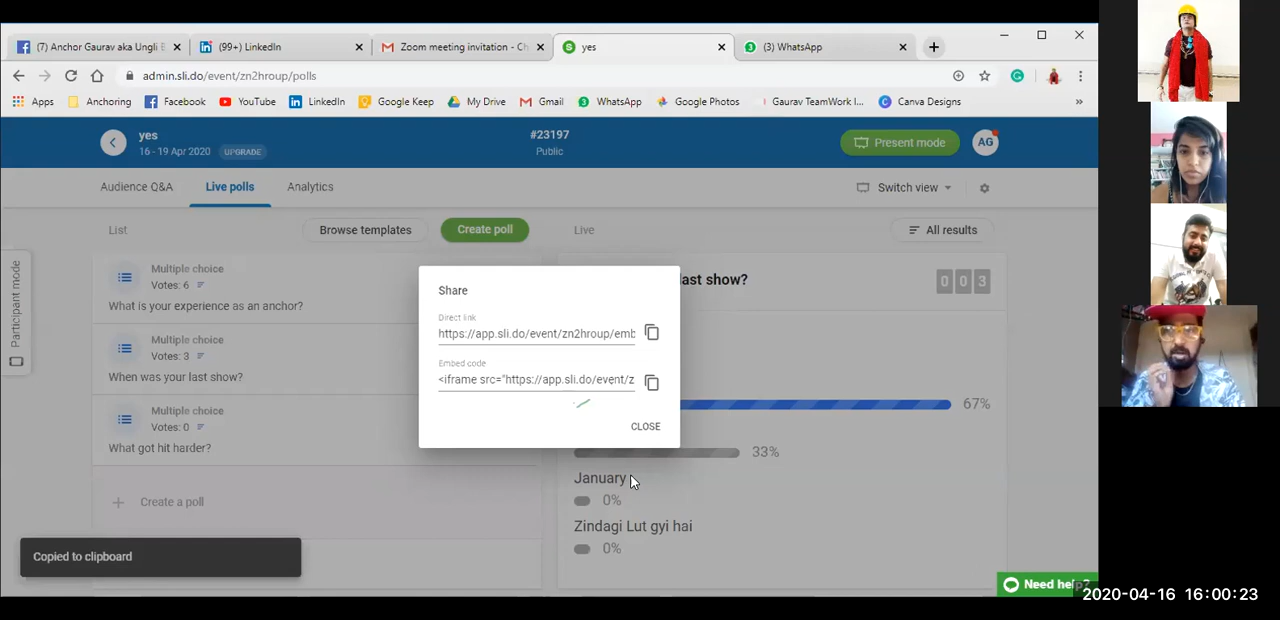 (7) Anchor Gaurav aka Ungli
(99+) LinkedIn
Zoom meeting invitation - Ch
yes
(3) WhatsApp
admin.sli.do/event/zn2hroup/polls
Apps
Anchoring
Facebook
YouTube
LinkedIn
Google Keep
My Drive
Gmail
WhatsApp
Google Photos
Gaurav TeamWork I...
Canva Designs
»
yes
16 - 19 Apr 2020 UPGRADE
#23197
Public
Present mode
AG
Audience Q&A
Live polls
Analytics
Switch view
List
Browse templates
Create poll
Live
All results
Participant mode
Multiple choice
Votes: 6
What is your experience as an anchor?
Multiple choice
Votes: 3
When was your last show?
Multiple choice
Votes: 0
What got hit harder?
+ Create a poll
last show?
0 0 3
67%
33%
January
0%
Zindagi Lut gyi hai
0%
Share
Direct link
https://app.sli.do/event/zn2hroup/emb
Embed code
<iframe src="https://app.sli.do/event/z
CLOSE
Copied to clipboard
Need help?
2020-04-16 16:00:23